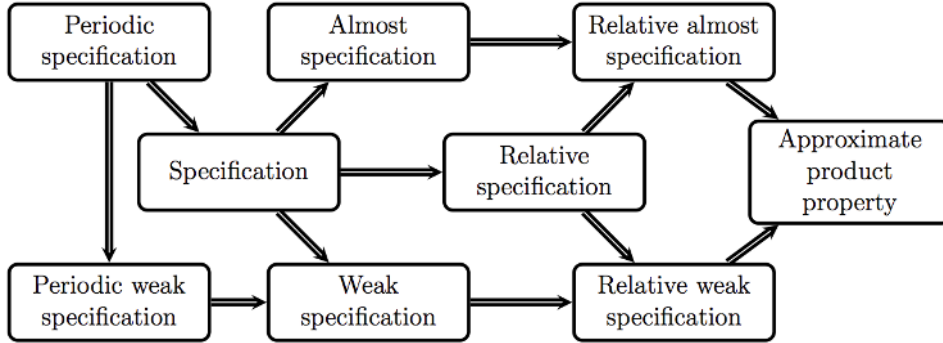 Periodic
specification
Almost
specification
Relative almost
specification
Specification
Relative
specification
Approximate
product
property
Periodic weak
specification
Weak
specification
Relative weak
specification